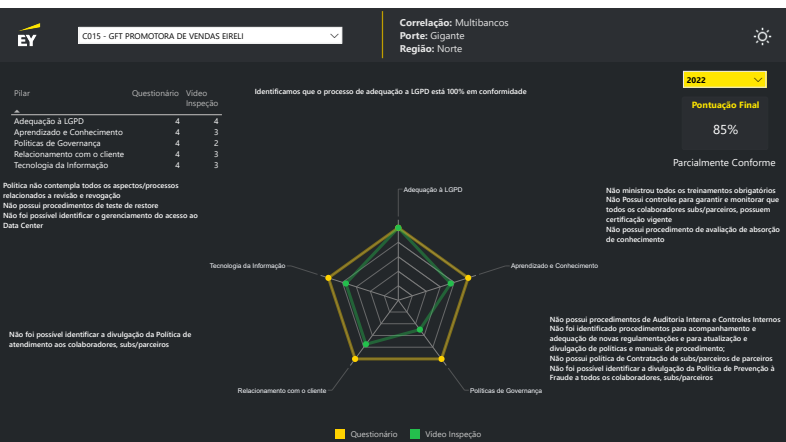 EY
C015 - GFT PROMOTORA DE VENDAS EIRELI
Correlação: Multibancos
Porte: Gigante
Região: Norte
2022
Pontuação Final
85%
Parcialmente Conforme
Pilar Questionário Vídeo
Inspeção
Adequação à LGPD 4 4
Aprendizado e Conhecimento 4 3
Políticas de Governança 4 2
Relacionamento com o cliente 4 3
Tecnologia da Informação 4 3
Identificamos que o processo de adequação a LGPD está 100% em conformidade
Política não contempla todos os aspectos/processos
relacionados a revisão e revogação
Não possui procedimentos de teste de restore
Não foi possível identificar o gerenciamento do acesso ao
Data Center
Não ministrou todos os treinamentos obrigatórios
Não Possui controles para garantir e monitorar que
todos os colaboradores subs/parceiros, possuem
certificação vigente
Não possui procedimento de avaliação de absorção
de conhecimento
Adequação à LGPD
Tecnologia da Informação
Aprendizado e Conhecimento
Não foi possível identificar a divulgação da Política de
atendimento aos colaboradores, subs/parceiros
Não possui procedimentos de Auditoria Interna e Controles Internos
Não foi identificado procedimentos para acompanhamento e
adequação de novas regulamentações e para atualização e
divulgação de políticas e manuais de procedimento;
Não possui política de Contratação de subs/parceiros de parceiros
Não foi possível identificar a divulgação da Política de Prevenção à
Fraude a todos os colaboradores, subs/parceiros
Relacionamento com o cliente
Políticas de Governança
Questionário Vídeo Inspeção